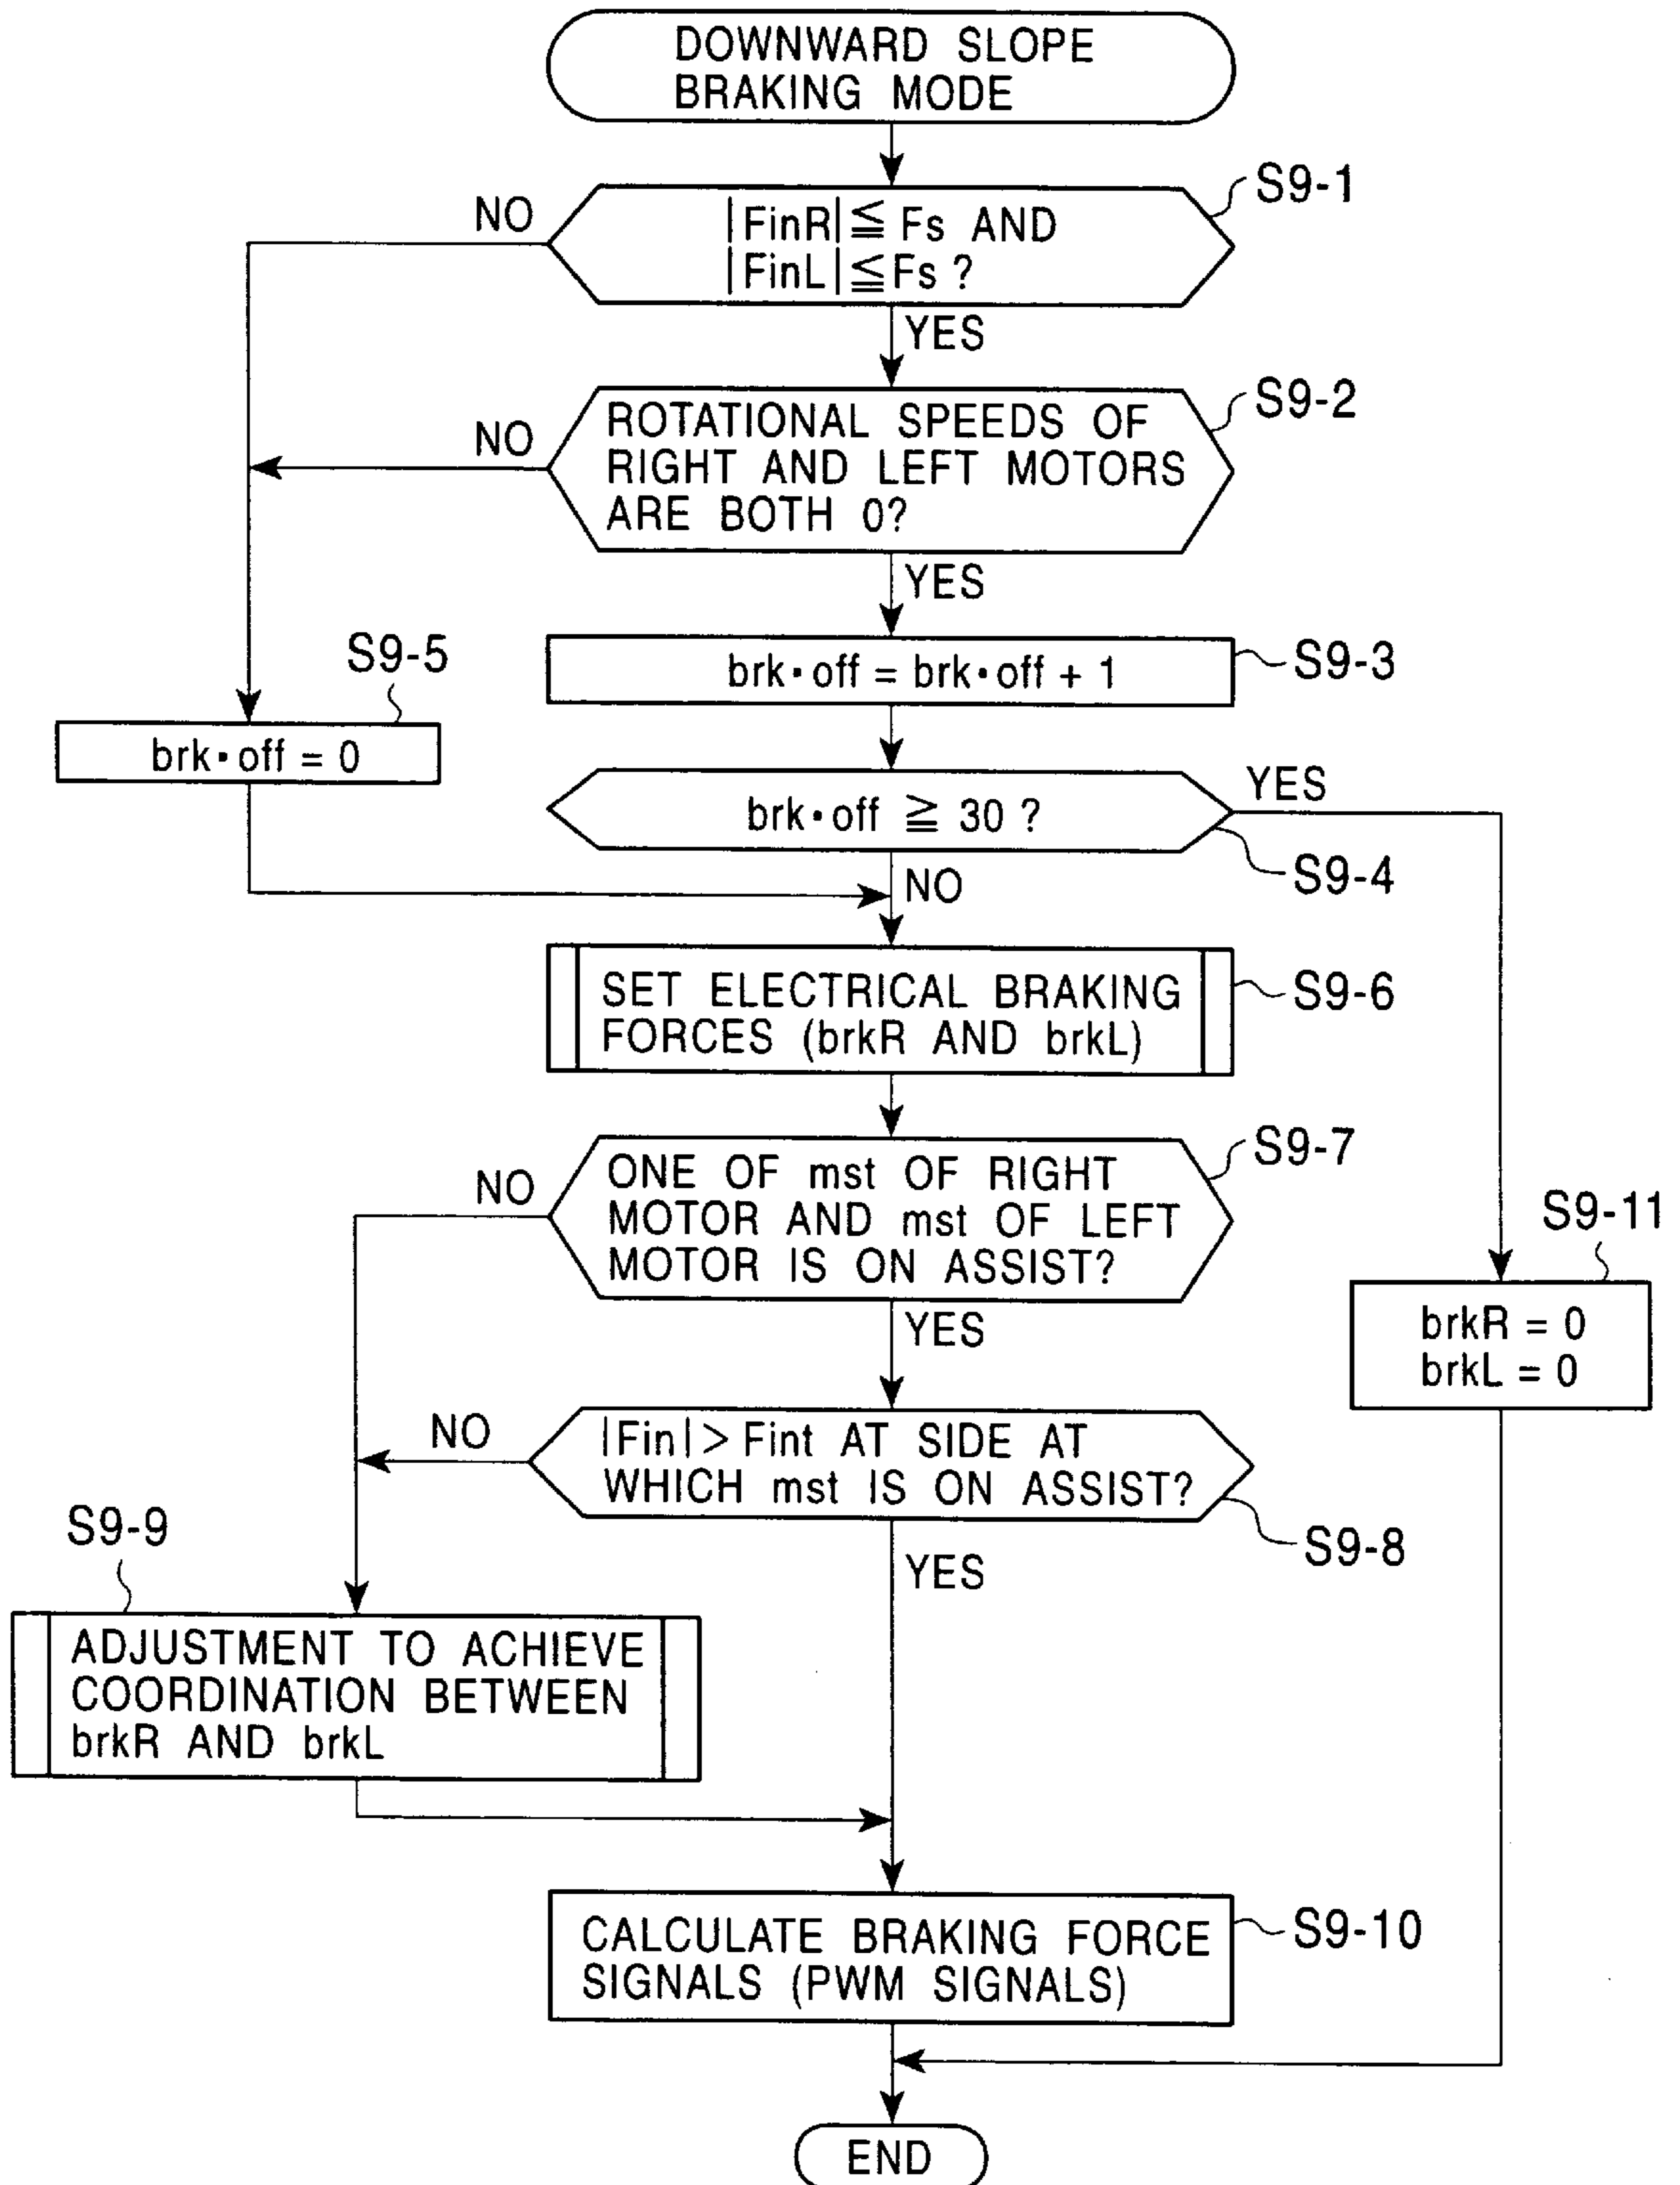 DOWNWARD SLOPE
BRAKING MODE
S9-1
NO
|FinR|≦ Fs AND
|FinL|≦Fs ?
YES
S9-2
NO
ROTATIONAL SPEEDS OF
RIGHT AND LEFT MOTORS
ARE BOTH 0?
YES
S9-5
S9-3
brk·off = brk·off + 1
brk·off = 0
YES
brk·off ≧ 30 ?
S9-4
NO
SET ELECTRICAL BRAKING
FORCES (brkR AND brkL)
S9-6
S9-7
NO
ONE OF mst OF RIGHT
MOTOR AND mst OF LEFT
MOTOR IS ON ASSIST?
S9-11
YES
brkR = 0
brkL = 0
NO
|Fin|> Fint AT SIDE AT
WHICH mst IS ON ASSIST?
S9-9
S9-8
YES
ADJUSTMENT TO ACHIEVE
COORDINATION BETWEEN
brkR AND brkL
CALCULATE BRAKING FORCE
SIGNALS (PWM SIGNALS)
S9-10
END